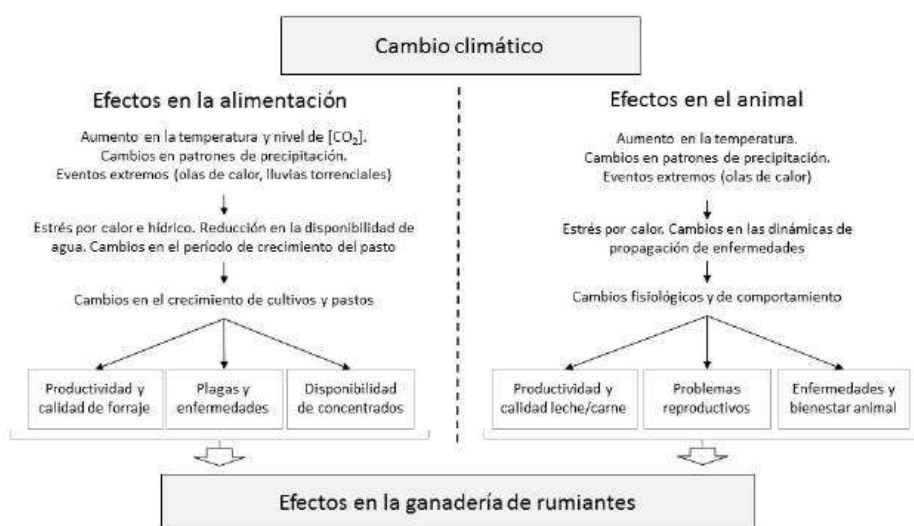 Cambio climático
Efectos en la alimentación
Aumento en la temperatura y nivel de [CO₂].
Cambios en patrones de precipitación.
Eventos extremos (olas de calor, lluvias torrenciales)
Estrés por calor e hídrico. Reducción en la disponibilidad de
agua. Cambios en el período de crecimiento del pasto
Cambios en el crecimiento de cultivos y pastos
Productividad y
calidad de forraje
Plagas y
enfermedades
Disponibilidad
de concentrados
Efectos en el animal
Aumento en la temperatura.
Cambios en patrones de precipitación.
Eventos extremos (olas de calor)
Estrés por calor. Cambios en las dinámicas de
propagación de enfermedades
Cambios fisiológicos y de comportamiento
Productividad y
calidad leche/carne
Problemas
reproductivos
Enfermedades y
bienestar animal
Efectos en la ganadería de rumiantes